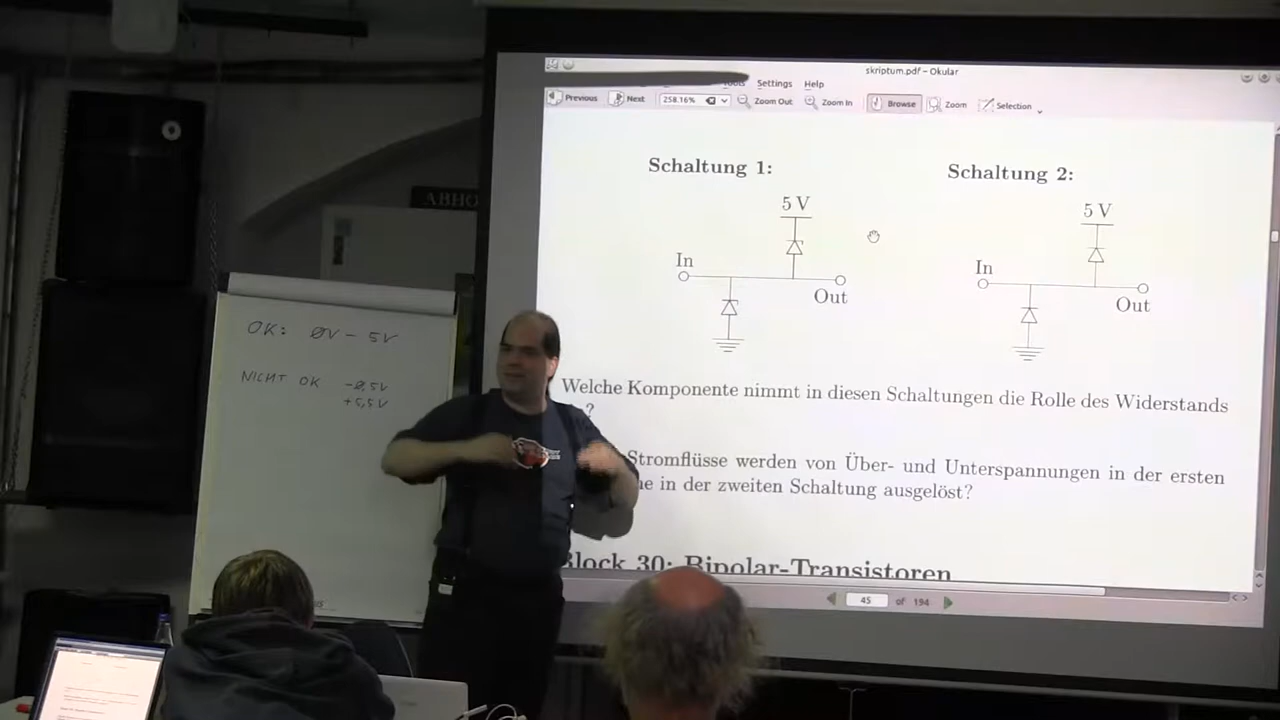 skriptum.pdf – Okular
Settings Help
Previous Next 258.16% Zoom Out Zoom In Browse Zoom Selection
Schaltung 1: Schaltung 2:
5 V 5 V
In In
Out Out
Welche Komponente nimmt in diesen Schaltungen die Rolle des Widerstands
?
Stromflüsse werden von Über- und Unterspannungen in der ersten
in der zweiten Schaltung ausgelöst?
Block 30: Bipolar-Transistoren
45 of 194
ABHO
OK: 0V – 5V
NICHT OK -0,5V
+5,5V